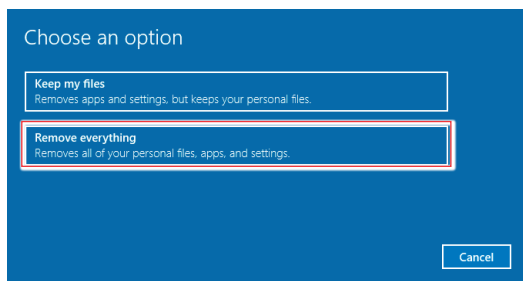 Choose an option
Keep my files
Removes apps and settings, but keeps your personal files.
Remove everything
Removes all of your personal files, apps, and settings.
Cancel